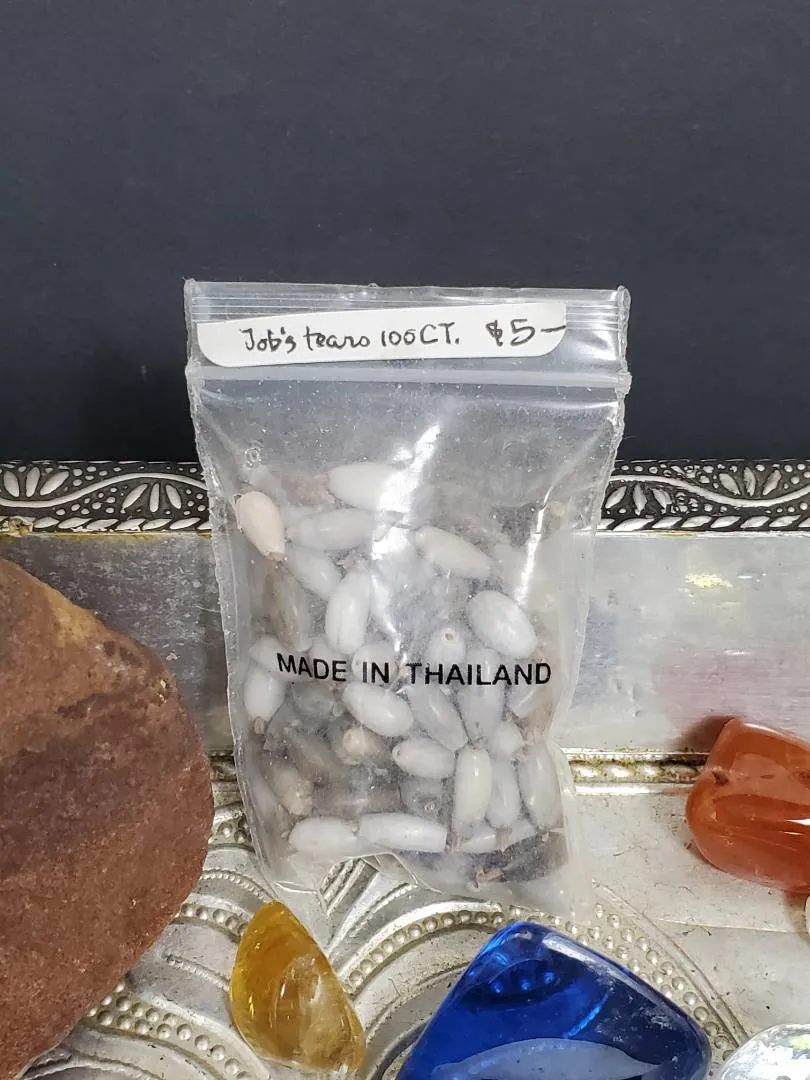 Job's tears 100CT. $5-
MADE IN THAILAND